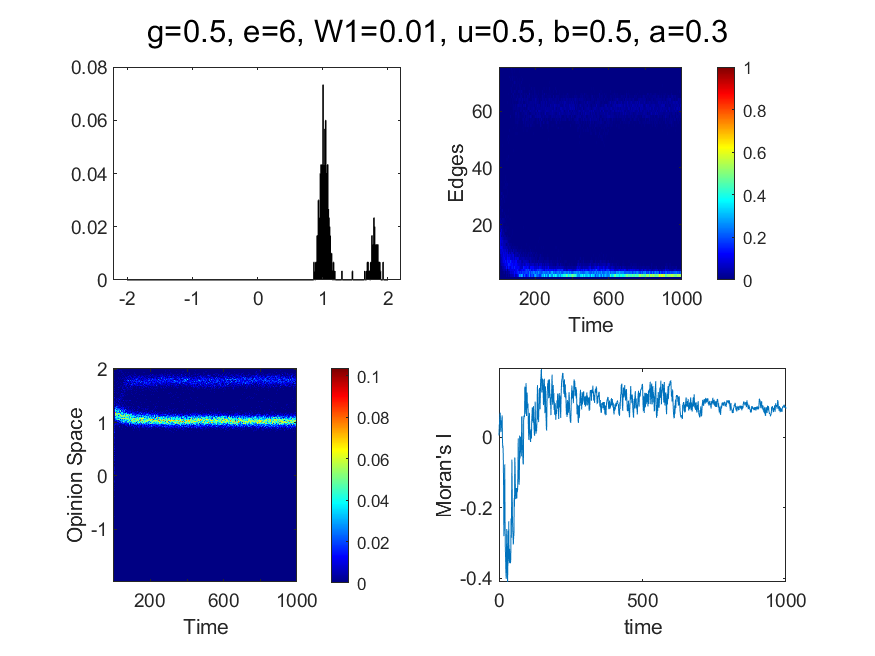 g=0.5, e=6, W1=0.01, u=0.5, b=0.5, a=0.3
0.08
0.06
0.04
0.02
0
-2 -1 0 1 2
Edges
60
40
20
200 600 1000
Time
1
0.8
0.6
0.4
0.2
0
Opinion Space
2
1
0
-1
200 600 1000
Time
0.1
0.08
0.06
0.04
0.02
0
Moran's I
0
-0.2
-0.4
0 500 1000
time